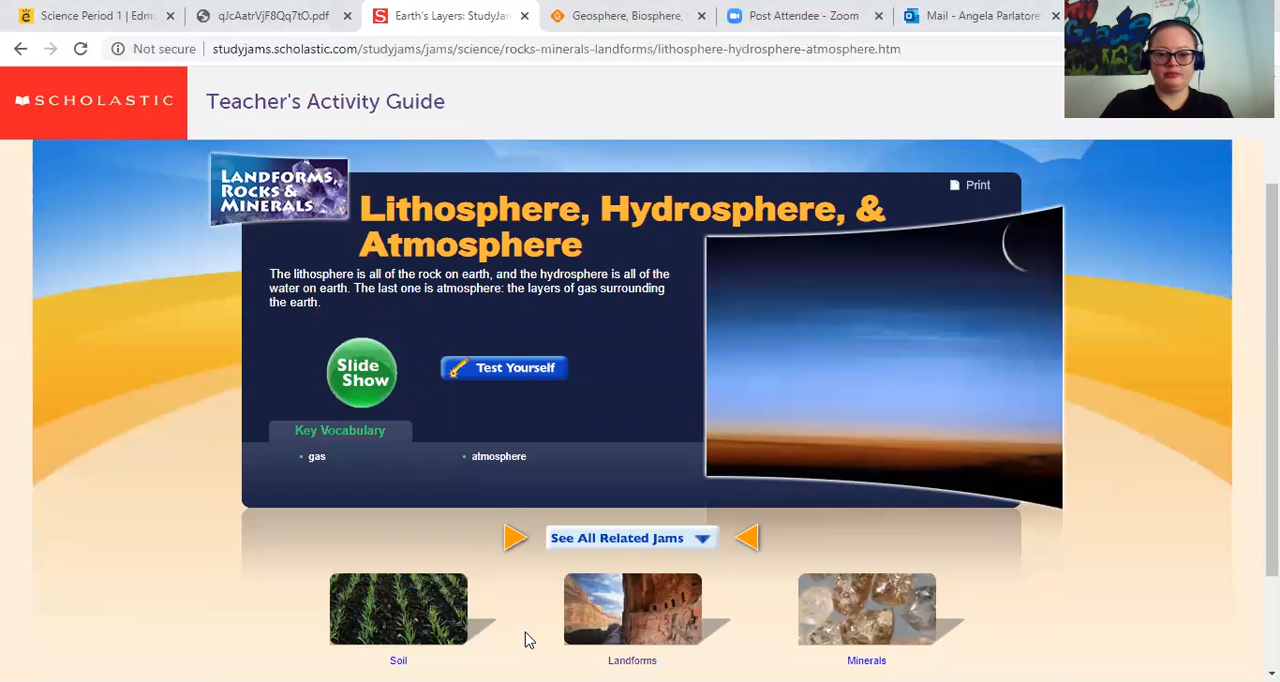 Science Period 1 | Edm
qJcAatrVjF8Qq7tO.pdf
Earth's Layers: StudyJam
Geosphere, Biosphere,
Post Attendee - Zoom
Mail - Angela Parlatore
Not secure
studyjams.scholastic.com/studyjams/jams/science/rocks-minerals-landforms/lithosphere-hydrosphere-atmosphere.htm
SCHOLASTIC
Teacher's Activity Guide
LANDFORMS,
ROCKS &
MINERALS
Print
Lithosphere, Hydrosphere, &
Atmosphere
The lithosphere is all of the rock on earth, and the hydrosphere is all of the
water on earth. The last one is atmosphere: the layers of gas surrounding
the earth.
Slide
Show
Test Yourself
Key Vocabulary
gas
atmosphere
See All Related Jams
Soil
Landforms
Minerals